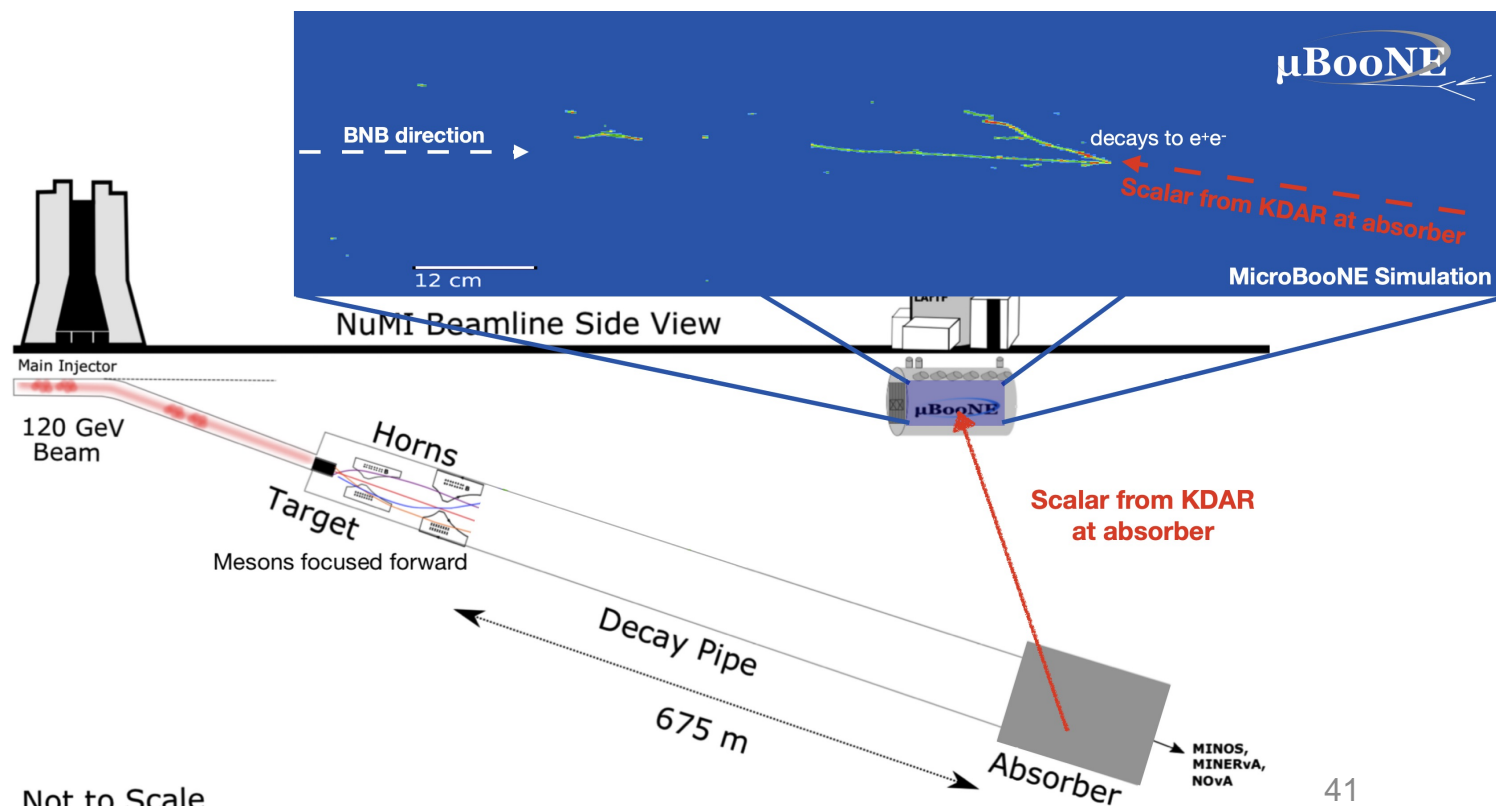 µBooNE
BNB direction
decays to e+e-
Scalar from KDAR at absorber
12 cm
MicroBooNE Simulation
NuMI Beamline Side View
Main Injector
120 GeV
Beam
µBooNE
Horns
Target
Mesons focused forward
Scalar from KDAR
at absorber
Decay Pipe
675 m
Absorber
MINOS,
MINERvA,
NOvA
Not to Scale
41